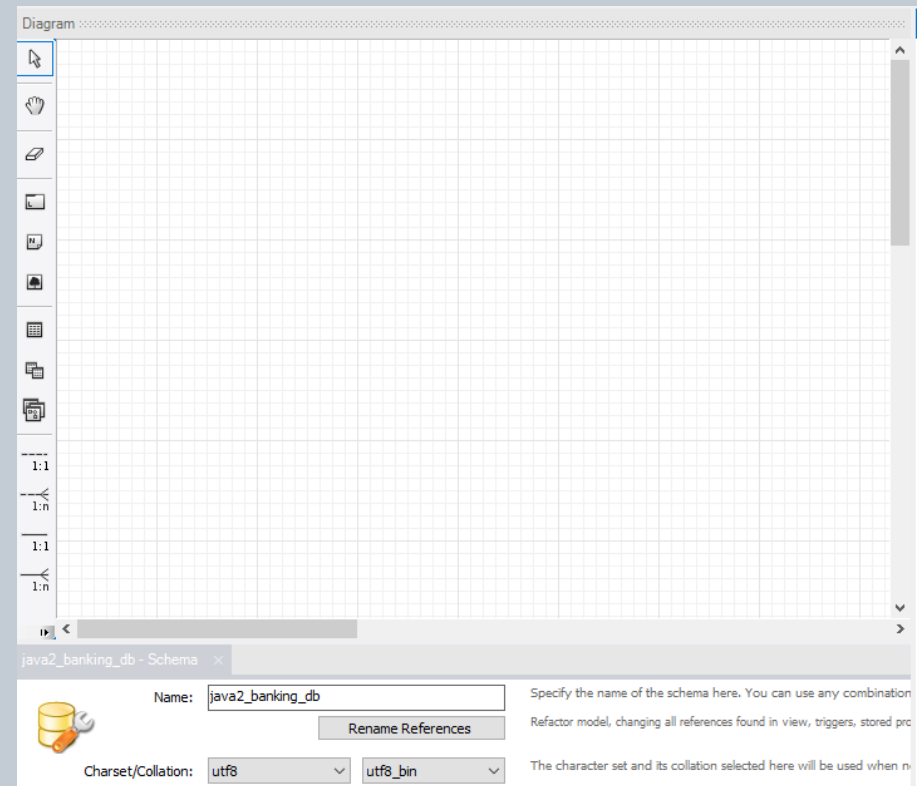 Diagram
L
N
1:1
1:n
1:1
1:n
java2_banking_db - Schema
Name: java2_banking_db Specify the name of the schema here. You can use any combination
Rename References Refactor model, changing all references found in view, triggers, stored pro
Charset/Collation: utf8 utf8_bin The character set and its collation selected here will be used when n